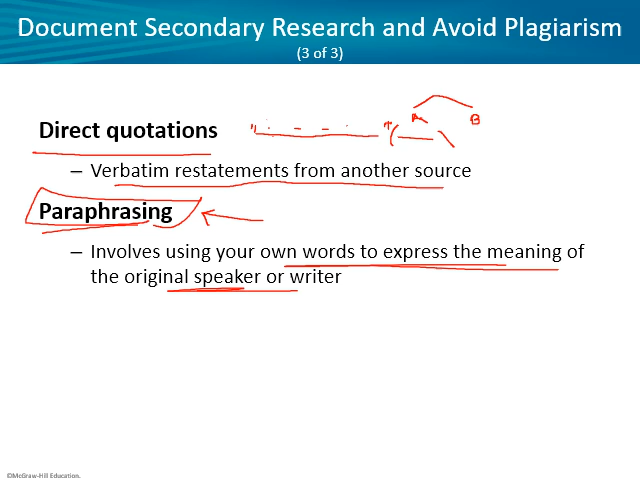 Document Secondary Research and Avoid Plagiarism
(3 of 3)
Direct quotations
A
B
– Verbatim restatements from another source
Paraphrasing
– Involves using your own words to express the meaning of
the original speaker or writer
©McGraw-Hill Education.